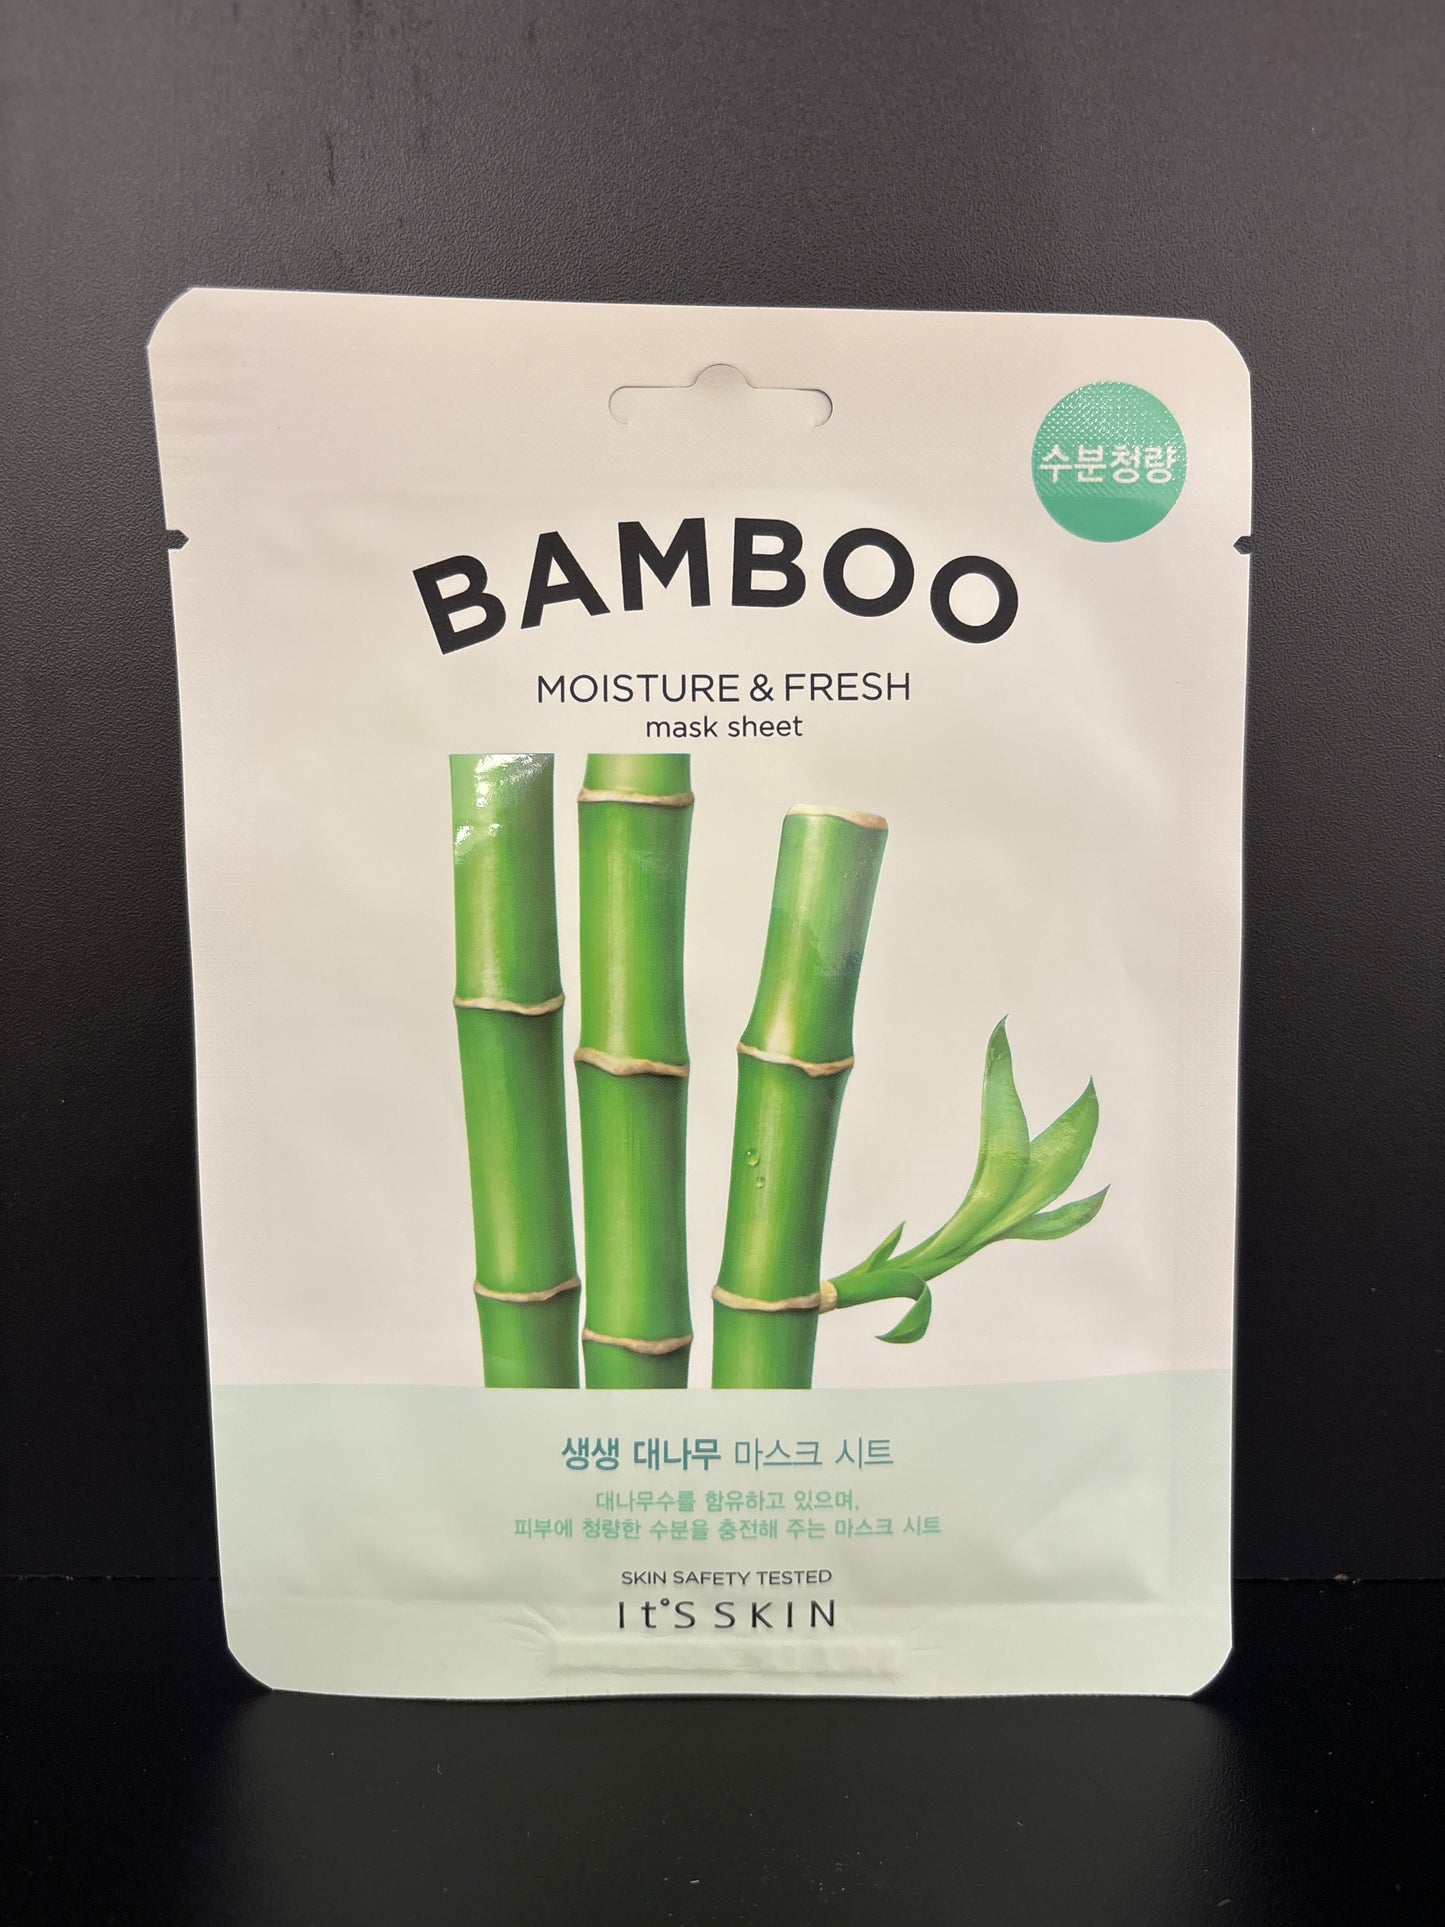 수분청량
BAMBOO
MOISTURE & FRESH
mask sheet
생생 대나무 마스크 시트
대나무수를 함유하고 있으며,
피부에 청량한 수분을 충전해 주는 마스크 시트
SKIN SAFETY TESTED
It'S SKIN